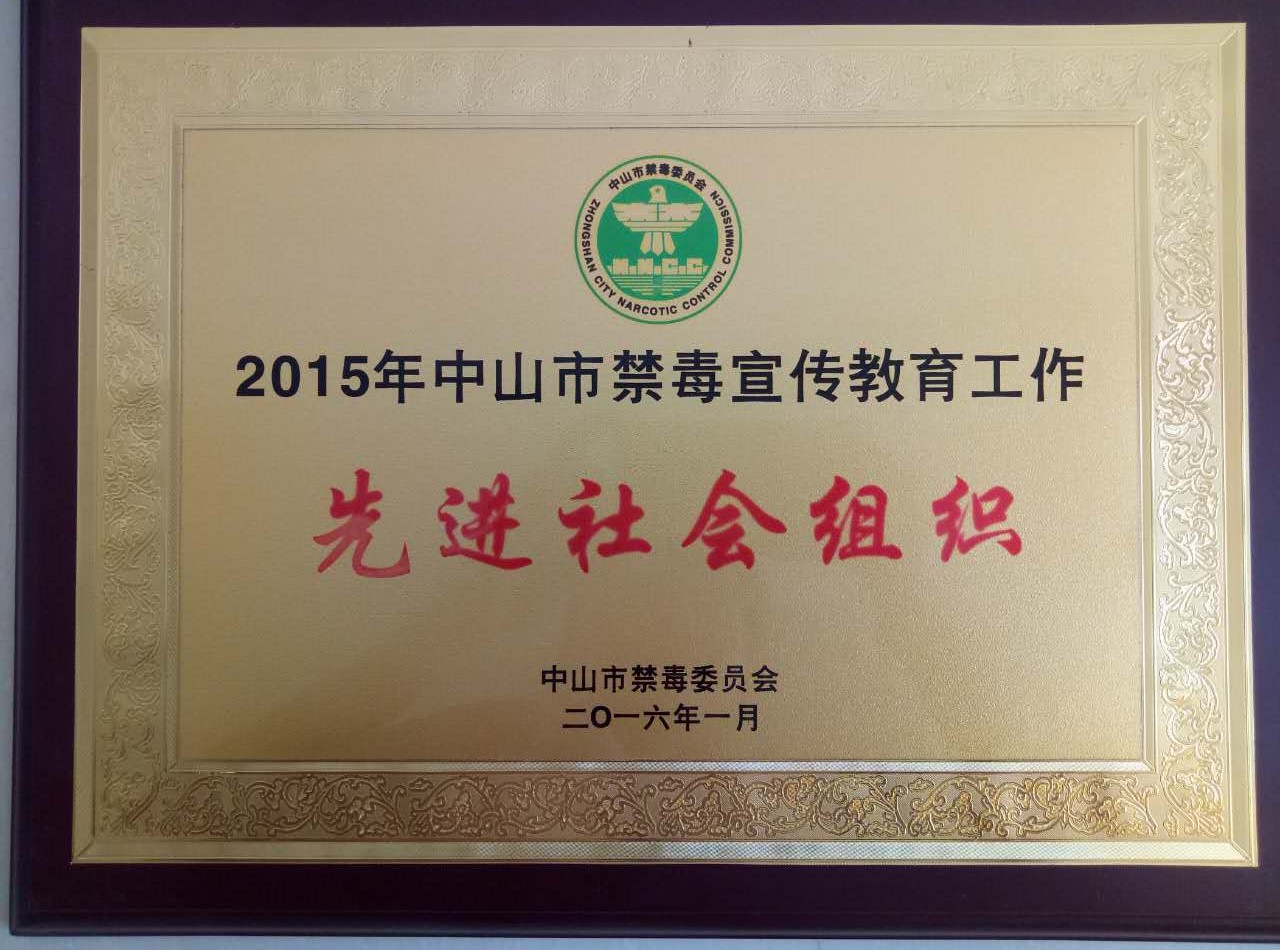 中山市禁毒委员会
ZHONGSHAN CITY NARCOTIC CONTROL COMMISSICN
N.N.C.C.
2015年中山市禁毒宣传教育工作
先进社会组织
中山市禁毒委员会
二O一六年一月